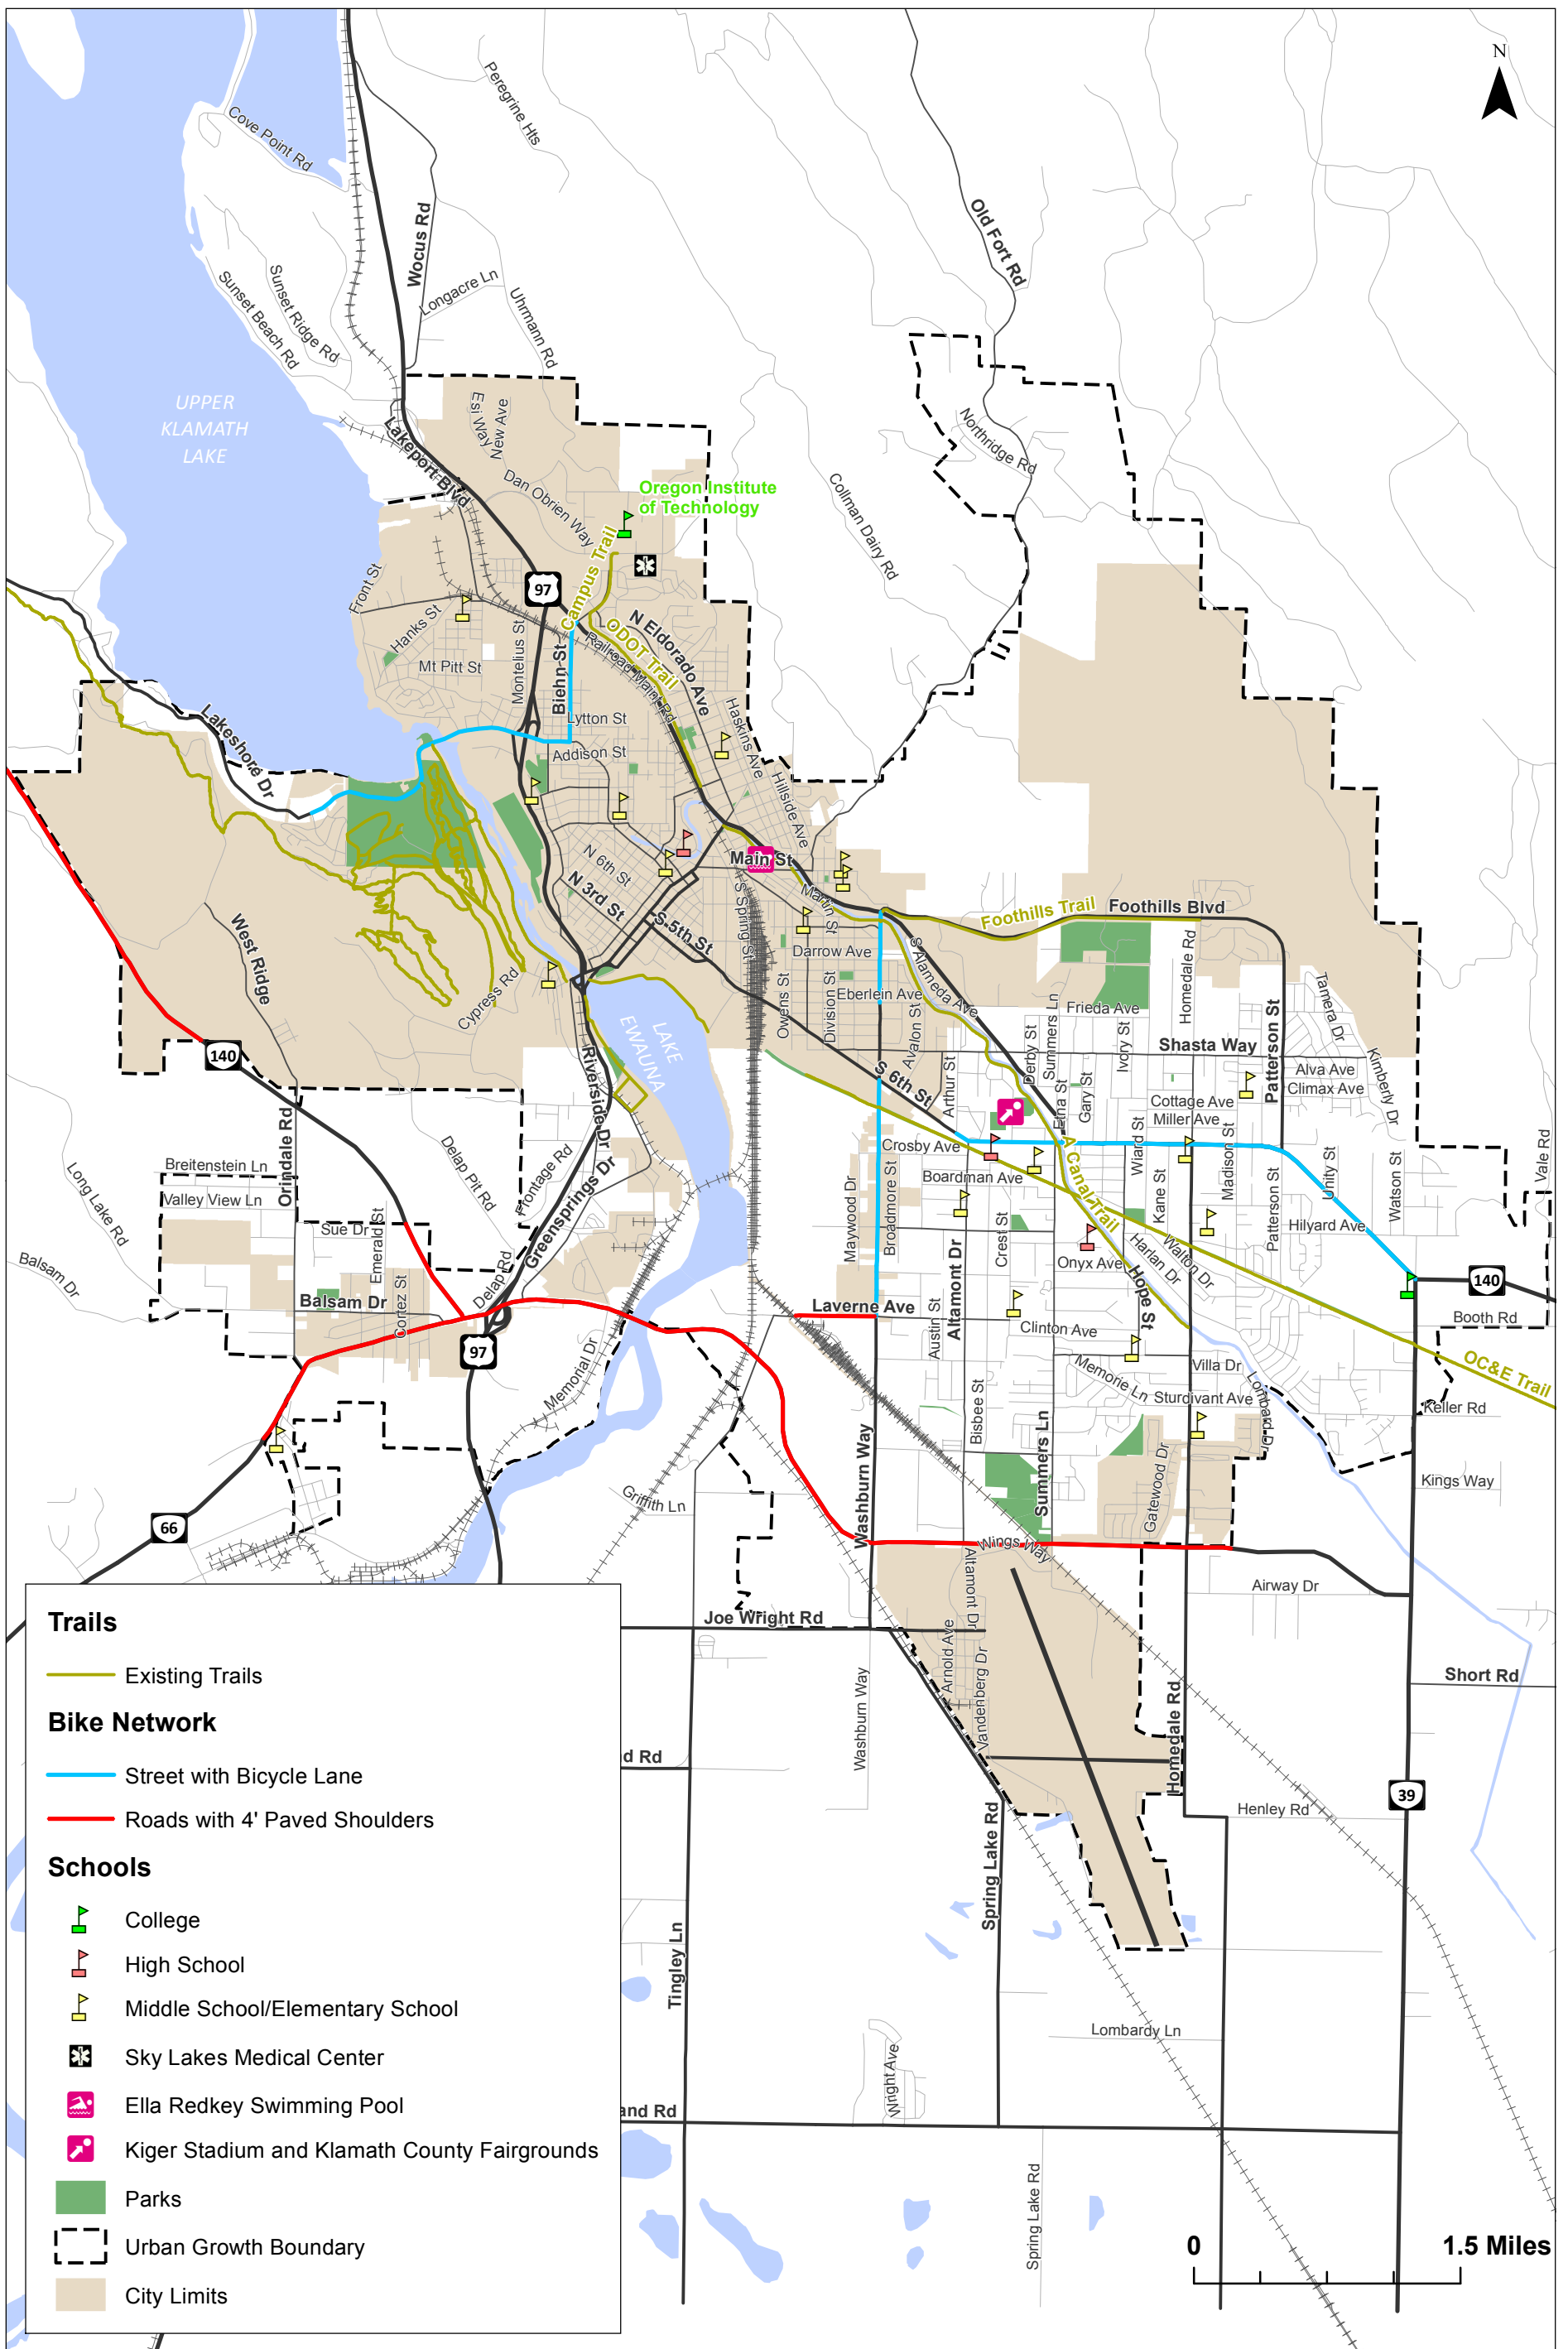 N
Peregrine Hts
Cove Point Rd
Wocus Rd
Old Fort Rd
Longacre Ln
Sunset Ridge Rd
Sunset Beach Rd
Uhrmann Rd
UPPER
KLAMATH
LAKE
Esi Way
New Ave
Lakeport Blvd
Northridge Rd
Collman Dairy Rd
Dan Obrien Way
Oregon Institute
of Technology
Campus Trail
97
Front St
Hanks St
Mt Pitt St
Montelius St
Biehn St
ODOT Trail
N Eldorado Ave
Railroad Maint Rd
Haskins Ave
Lytton St
Addison St
Lakeshore Dr
Hillside Ave
Main St
N 6th St
N 3rd St
S 5th St
S Spring St
Martin St
Foothills Trail
Foothills Blvd
West Ridge
Cypress Rd
Darrow Ave
S Alameda Ave
Eberlein Ave
Owens St
Division St
Avalon St
Frieda Ave
Homedale Rd
Tamera Dr
Patterson St
LAKE
EWAUNA
Riverside Dr
140
S 6th St
Arthur St
Derby St
Summers Ln
Etna St
Gary St
Ivory St
Shasta Way
Alva Ave
Climax Ave
Kimberly Dr
Cottage Ave
Miller Ave
Vale Rd
Orindale Rd
Delap Pit Rd
Frontage Rd
Greensprings Dr
Breitenstein Ln
Valley View Ln
Long Lake Rd
Balsam Dr
Sue Dr
Emerald St
Cortez St
Balsam Dr
Delap Rd
97
Crosby Ave
Boardman Ave
A Canal Trail
Wiard St
Kane St
Madison St
Patterson St
Unity St
Watson St
Hilyard Ave
Maywood Dr
Broadmore St
Altamont Dr
Crest St
Onyx Ave
Harlan Dr
Walton Dr
Hope St
140
Booth Rd
Laverne Ave
Austin St
Clinton Ave
Memorie Ln
Villa Dr
Sturdivant Ave
Lombard Dr
OC&E Trail
Keller Rd
Memorial Dr
Bisbee St
Summers Ln
Gatewood Dr
Kings Way
66
Griffith Ln
Washburn Way
Wings Way
Airway Dr
Altamont Dr
Joe Wright Rd
Arnold Ave
Vandenberg Dr
Washburn Way
Short Rd
Homedale Rd
d Rd
39
Henley Rd
Spring Lake Rd
Tingley Ln
Lombardy Ln
Wright Ave
and Rd
Spring Lake Rd
0
1.5 Miles
Trails
Existing Trails
Bike Network
Street with Bicycle Lane
Roads with 4' Paved Shoulders
Schools
College
High School
Middle School/Elementary School
Sky Lakes Medical Center
Ella Redkey Swimming Pool
Kiger Stadium and Klamath County Fairgrounds
Parks
Urban Growth Boundary
City Limits